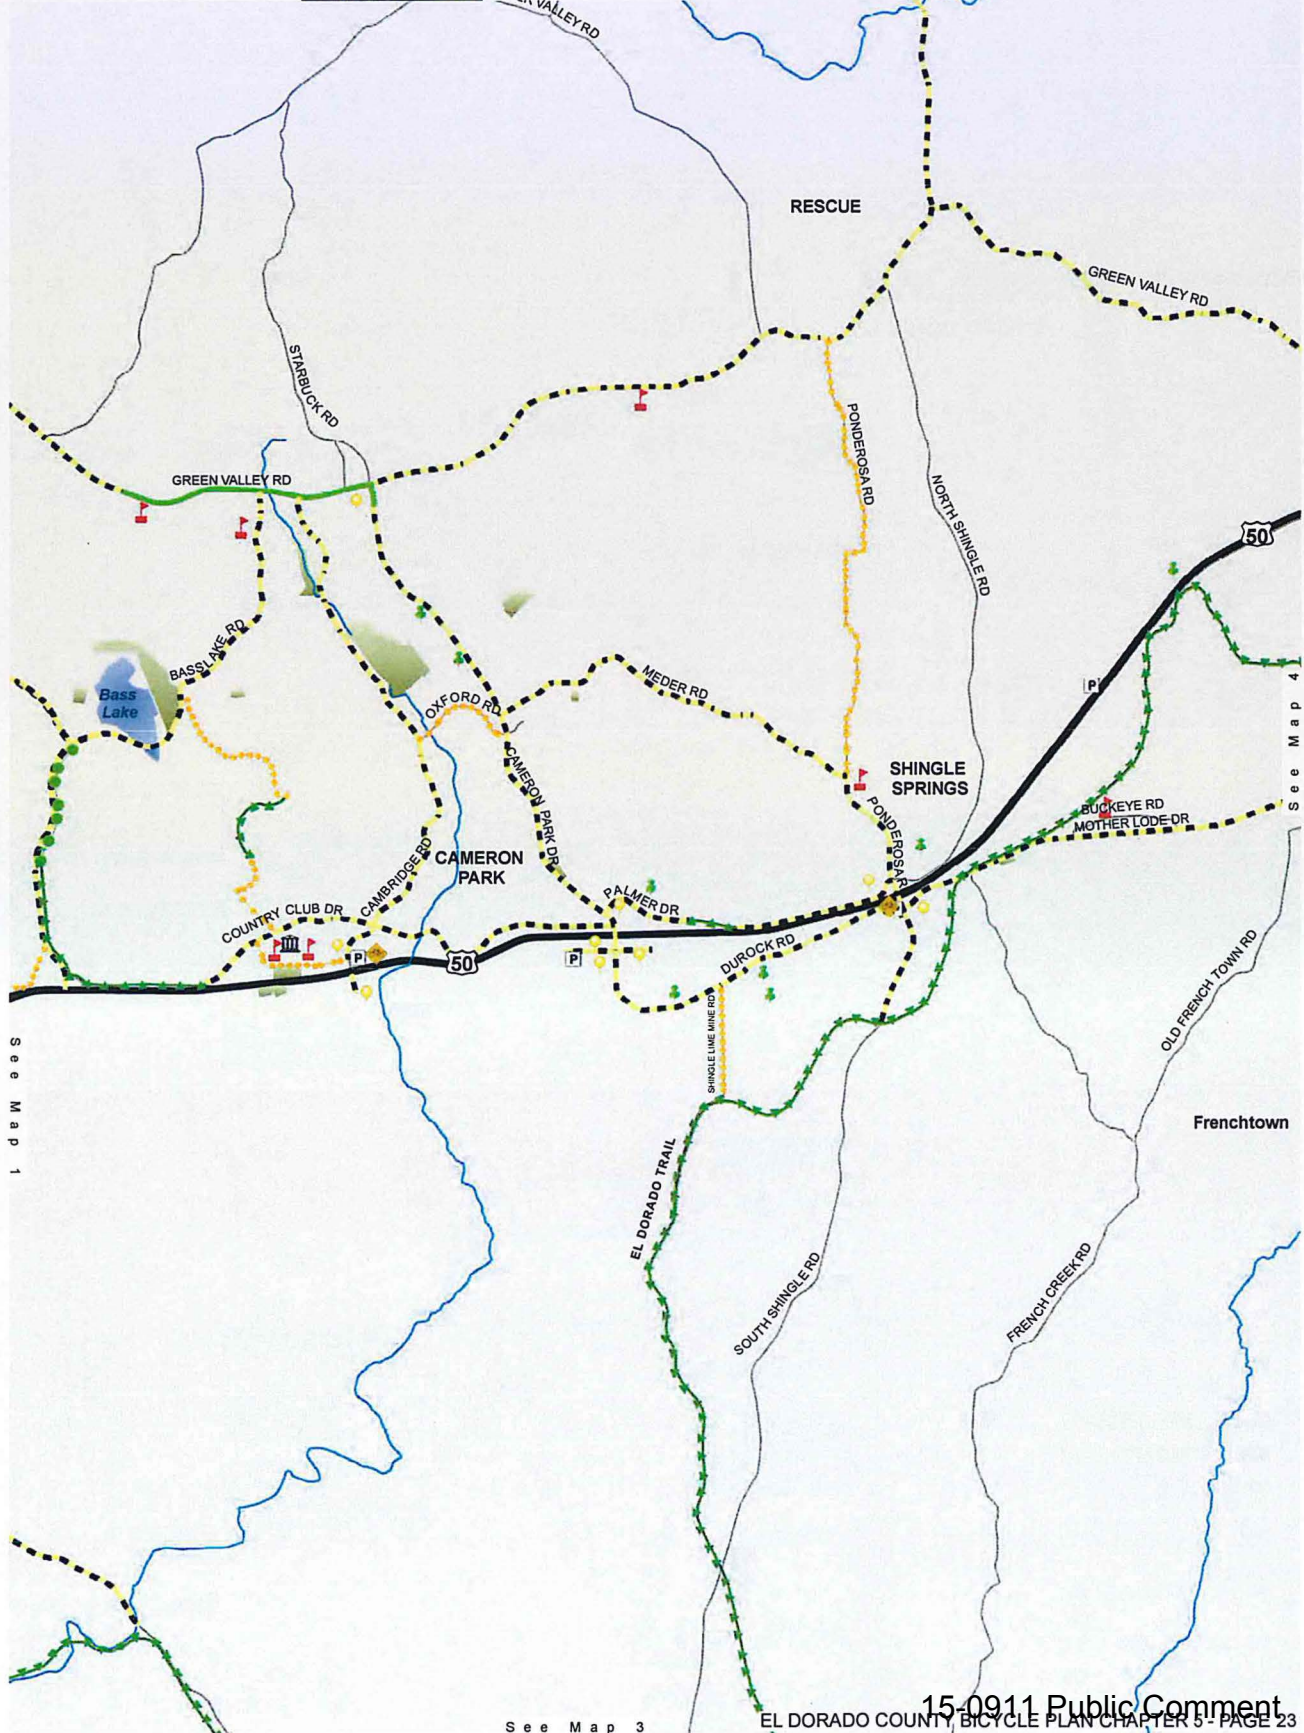 VALLEY RD
RESCUE
GREEN VALLEY RD
STARBUCK RD
PONDEROSA RD
GREEN VALLEY RD
NORTH SHINGLE RD
50
BASS LAKE RD
MEDER RD
Bass
Lake
OXFORD RD
P
See Map 4
CAMERON PARK DR
SHINGLE
SPRINGS
PONDEROSA R
BUCKEYE RD
MOTHER LODE DR
CAMBRIDGE RD
CAMERON
PARK
PALMER DR
COUNTRY CLUB DR
P
50
P
DUROCK RD
OLD FRENCH TOWN RD
SHINGLE LIME MINE RD
See Map 1
Frenchtown
EL DORADO TRAIL
SOUTH SHINGLE RD
FRENCH CREEK RD
15-0911 Public Comment
EL DORADO COUNTY BICYCLE PLAN CHAPTER 5 - PAGE 23
See Map 3